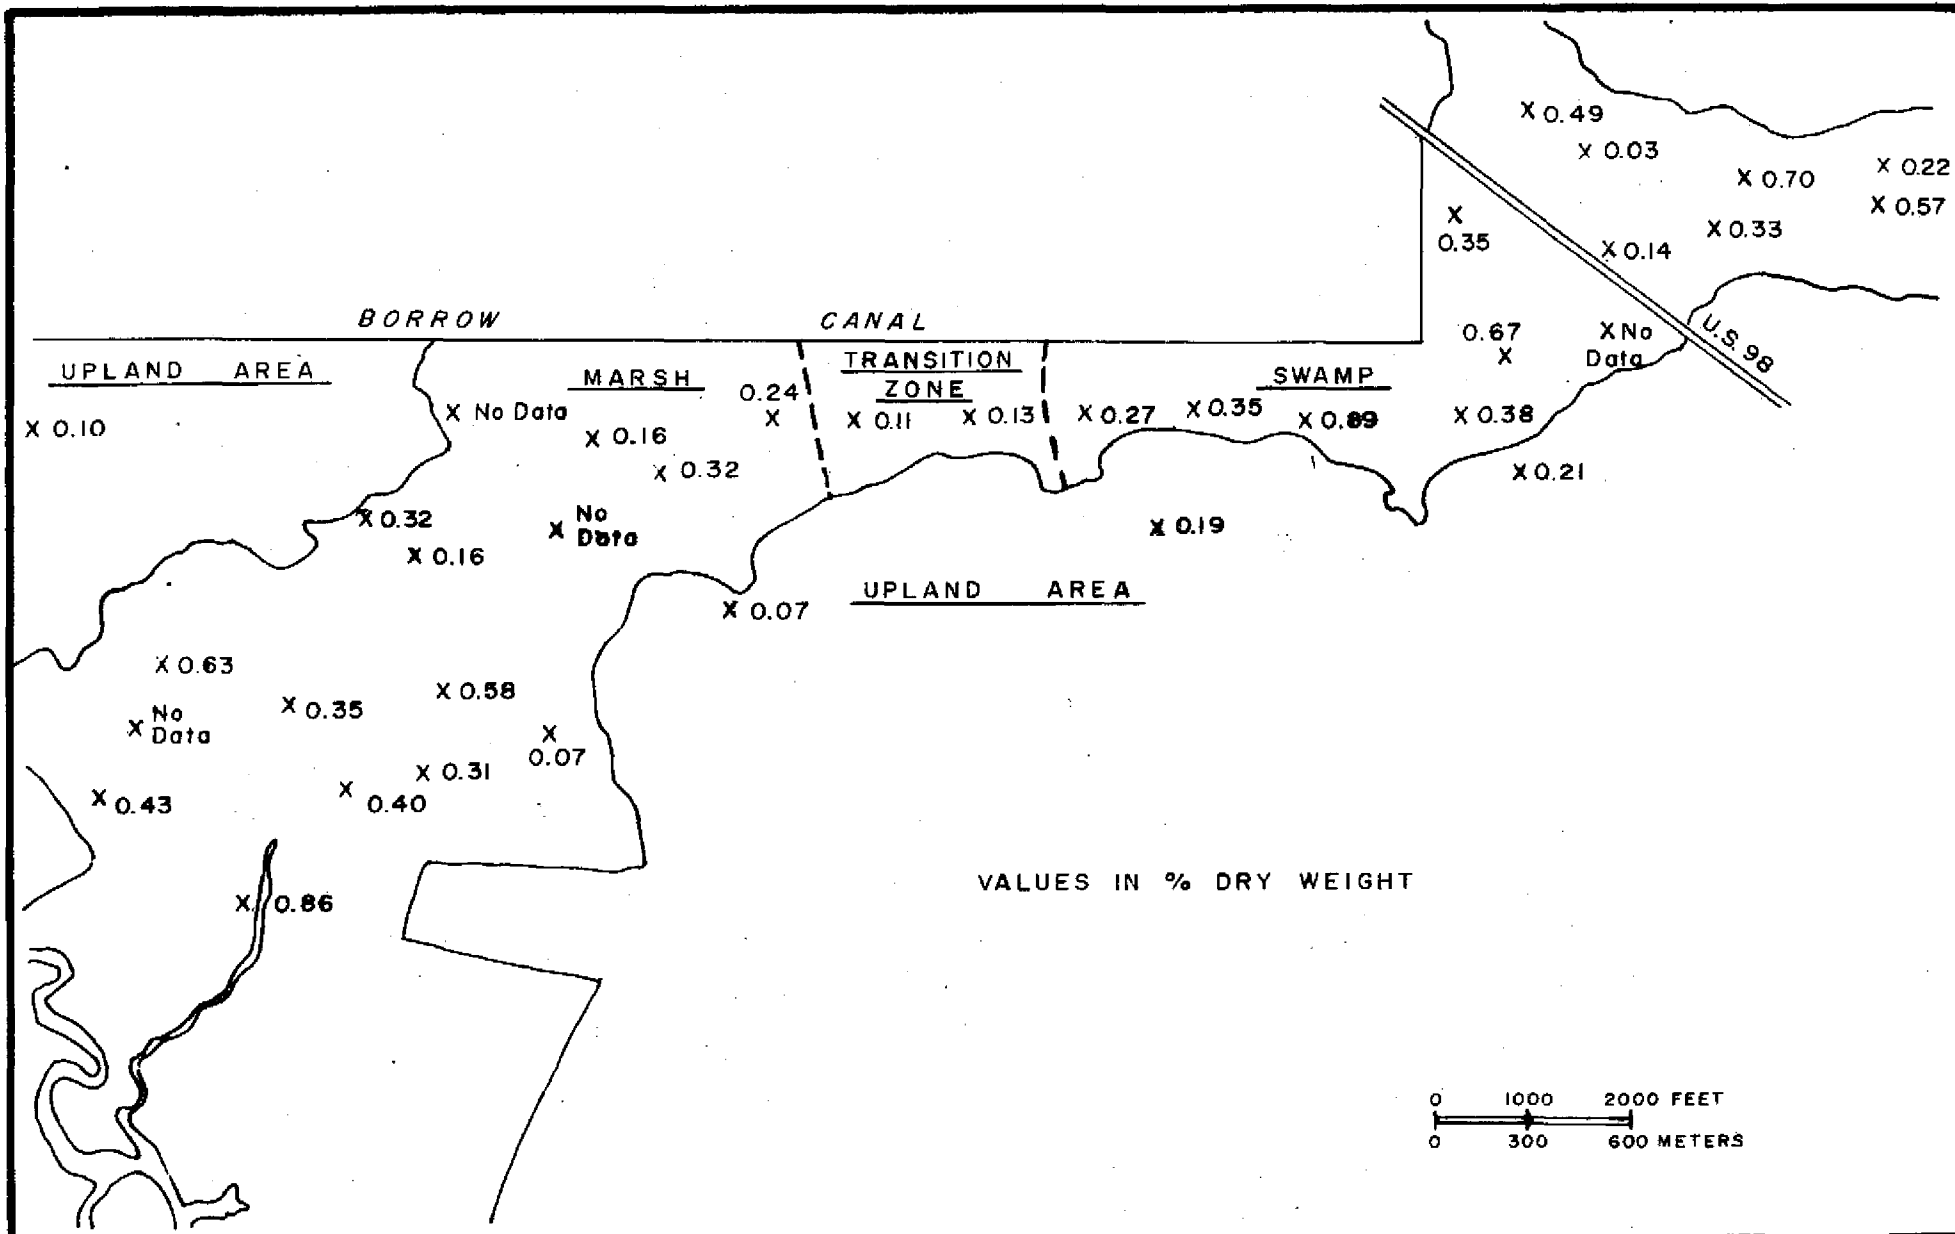 X 0.49
X 0.03
X 0.70
X 0.22
X 0.57
X
0.35
X 0.33
X 0.14
U.S. 98
BORROW CANAL
0.67
X
X No
Data
UPLAND AREA
MARSH
TRANSITION
ZONE
SWAMP
X 0.10
X No Data
X 0.16
0.24
X
X 0.11
X 0.13
X 0.27
X 0.35
X 0.89
X 0.38
X 0.32
X 0.21
X 0.32
X No
Data
X 0.19
X 0.16
UPLAND AREA
X 0.07
X 0.63
X 0.58
X 0.35
X No
Data
X
0.07
X 0.31
X 0.40
X 0.43
VALUES IN % DRY WEIGHT
X 0.86
0 1000 2000 FEET
0 300 600 METERS